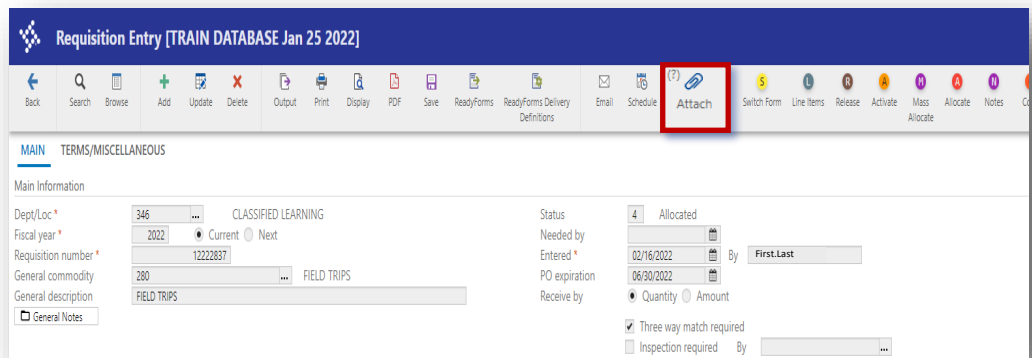 Requisition Entry [TRAIN DATABASE Jan 25 2022]
Back Search Browse Add Update Delete Output Print Display PDF Save ReadyForms ReadyForms Delivery Definitions Email Schedule (?) Attach Switch Form Line Items Release Activate Mass Allocate Allocate Notes
S L R A M A N
MAIN TERMS/MISCELLANEOUS
Main Information
Dept/Loc * 346 ... CLASSIFIED LEARNING Status 4 Allocated
Fiscal year * 2022 Current Next Needed by
Requisition number * 12222837 Entered * 02/16/2022 By First.Last
General commodity 280 ... FIELD TRIPS PO expiration 06/30/2022
General description FIELD TRIPS Receive by Quantity Amount
General Notes
Three way match required
Inspection required By ...